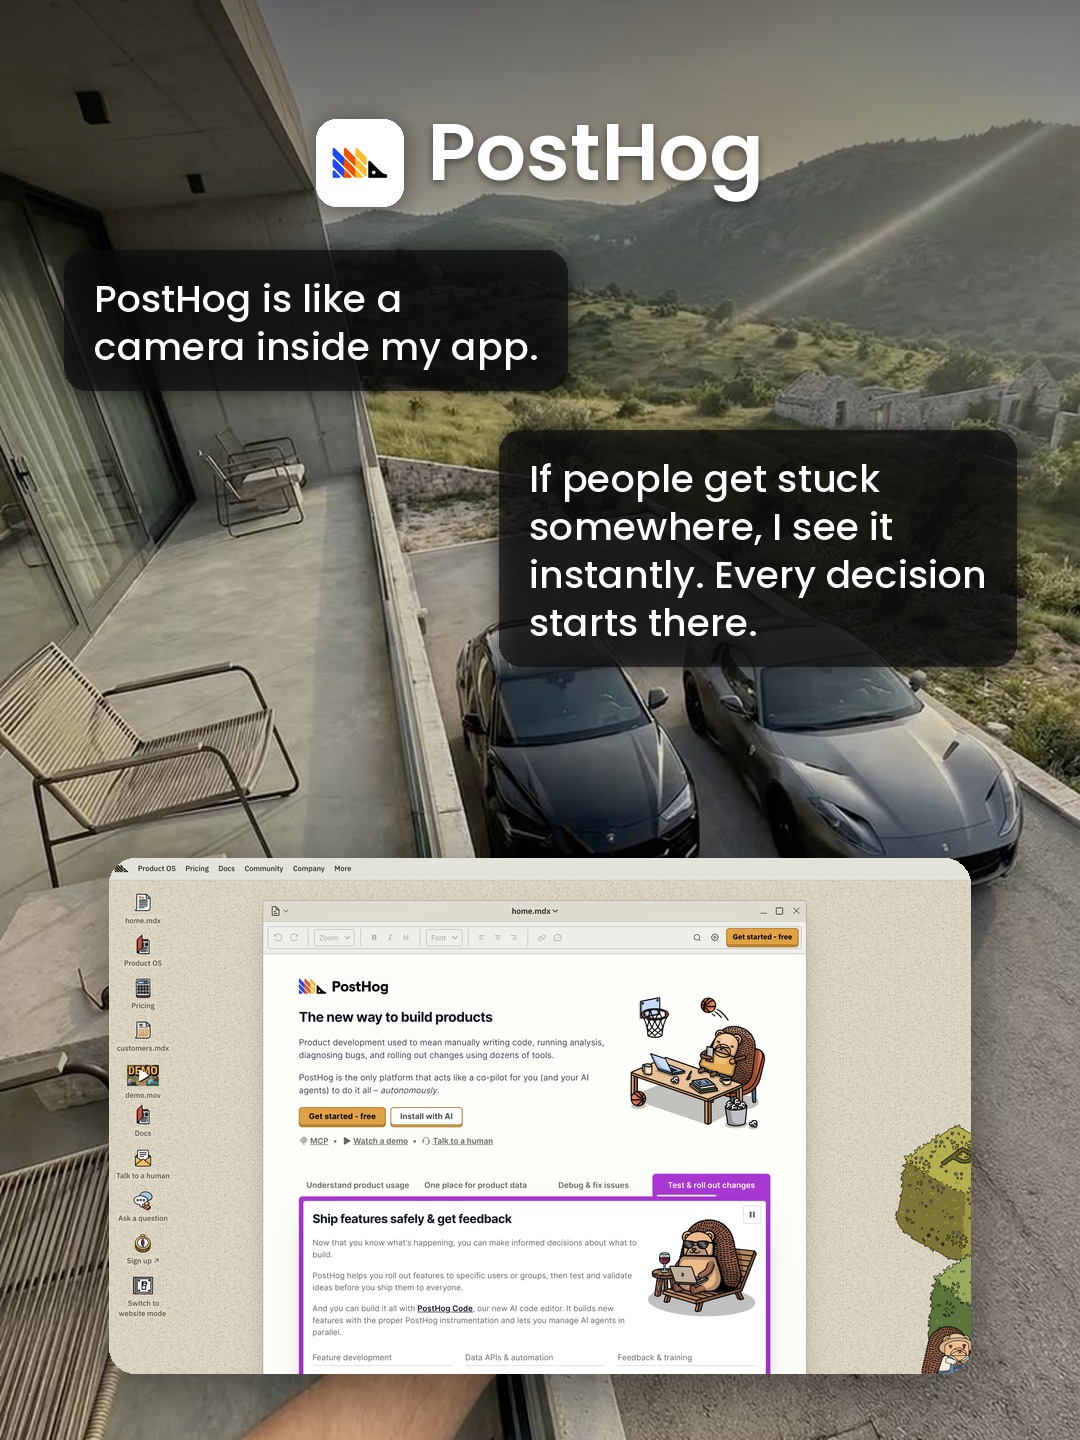 PostHog
PostHog is like a
camera inside my app.
If people get stuck
somewhere, I see it
instantly. Every decision
starts there.
Product OS Pricing Docs Community Company More
home.mdx
Product OS
Pricing
customers.mdx
DEMO
demo.mov
Docs
Talk to a human
Ask a question
Sign up ↗
Switch to
website mode
home.mdx
Zoom B I U Font Get started - free
PostHog
The new way to build products
Product development used to mean manually writing code, running analysis,
diagnosing bugs, and rolling out changes using dozens of tools.
PostHog is the only platform that acts like a co-pilot for you (and your AI
agents) to do it all – autonomously.
Get started - free Install with AI
MCP • Watch a demo • Talk to a human
Understand product usage One place for product data Debug & fix issues Test & roll out changes
Ship features safely & get feedback
Now that you know what's happening, you can make informed decisions about what to
build.
PostHog helps you roll out features to specific users or groups, then test and validate
ideas before you ship them to everyone.
And you can build it all with PostHog Code, our new AI code editor. It builds new
features with the proper PostHog instrumentation and lets you manage AI agents in
parallel.
Feature development Data APIs & automation Feedback & training